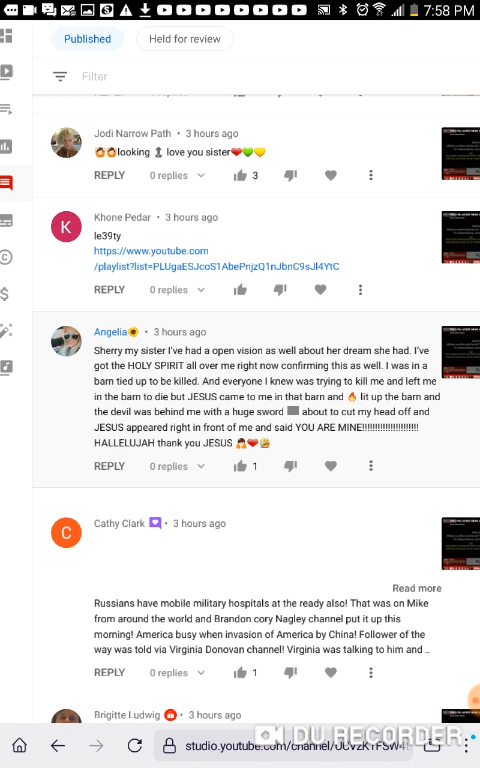 7:58 PM
Published Held for review
Filter
Jodi Narrow Path • 3 hours ago
looking love you sister
REPLY 0 replies 3
Khone Pedar • 3 hours ago
le39ty
https://www.youtube.com
/playlist?list=PLUgaESJcoS1AbePnjzQ1nJbnC9sJl4YtC
REPLY 0 replies
Angelia • 3 hours ago
Sherry my sister I've had a open vision as well about her dream she had. I've
got the HOLY SPIRIT all over me right now confirming this as well. I was in a
barn tied up to be killed. And everyone I knew was trying to kill me and left me
in the barn to die but JESUS came to me in that barn and 🔥 lit up the barn and
the devil was behind me with a huge sword about to cut my head off and
JESUS appeared right in front of me and said YOU ARE MINE!!!!!!!!!!!!!!!!!!!!!
HALLELUJAH thank you JESUS
REPLY 0 replies 1
K
Cathy Clark • 3 hours ago
C
Read more
Russians have mobile military hospitals at the ready also! That was on Mike
from around the world and Brandon cory Nagley channel put it up this
morning! America busy when invasion of America by China! Follower of the
way was told via Virginia Donovan channel! Virginia was talking to him and ...
REPLY 0 replies 1
Brigitte Ludwig • 3 hours ago
DU RECORDER